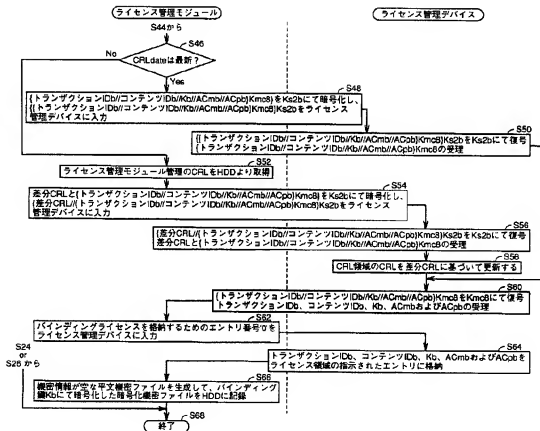 ライセンス管理モジュール
ライセンス管理デバイス
S44から
S46
CRLdateは最新？
No
Yes
S48
{トランザクションIDb//コンテンツIDb//Kb//ACmb//ACpb}Kmc8をKs2bにて暗号化し、
{{トランザクションIDb//コンテンツIDb//Kb//ACmb//ACpb}Kmc8}Ks2bをライセンス
管理デバイスに入力
S50
{{トランザクションIDb//コンテンツIDb//Kb//ACmb//ACpb}Kmc8}Ks2bをKs2bにて復号
{トランザクションIDb//コンテンツIDb//Kb//ACmb//ACpb}Kmc8の受理
S52
ライセンス管理モジュール管理のCRLをHDDより取得
S54
差分CRLと{トランザクションIDb//コンテンツIDb//Kb//ACmb//ACpb}Kmc8をKs2bにて暗号化し、
{差分CRL//{トランザクションIDb//コンテンツIDb//Kb//ACmb//ACpb}Kmc8}Ks2bをライセンス
管理デバイスに入力
S56
{差分CRL//{トランザクションIDb//コンテンツIDb//Kb//ACmb//ACpb}Kmc8}Ks2bをKs2bにて復号
差分CRLと{トランザクションIDb//コンテンツIDb//Kb//ACmb//ACpb}Kmc8の受理
S58
CRL領域のCRLを差分CRLに基づいて更新する
S60
{トランザクションIDb//コンテンツIDb//Kb//ACmb//ACpb}Kmc8をKmc8にて復号
トランザクションIDb、コンテンツIDb、Kb、ACmbおよびACpbの受理
S62
バインディングライセンスを格納するためのエントリ番号'0'を
ライセンス管理デバイスに入力
S64
トランザクションIDb、コンテンツIDb、Kb、ACmbおよびACpbを
ライセンス領域の指示されたエントリに格納
S24
or
S26 から
S66
機密情報が空な平文機密ファイルを生成して、バインディング
鍵Kbにて暗号化した暗号化機密ファイルをHDDに記録
S68
終了